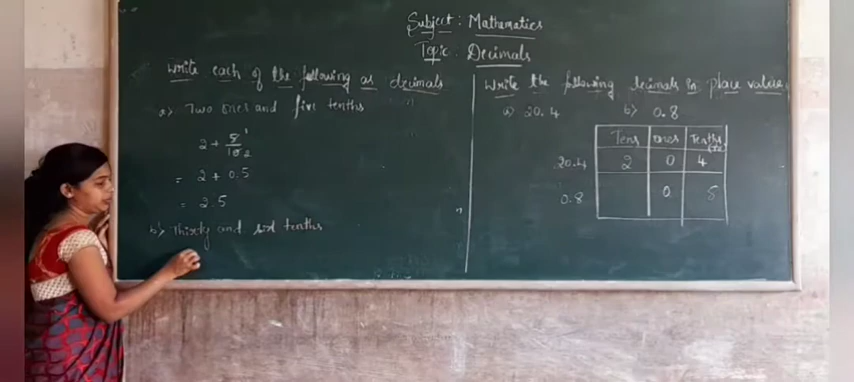 Subject : Mathematics
Topic : Decimals
Write each of the following as decimals
a) Two ones and five tenths
2 + 5/10 1 2
= 2 + 0.5
= 2.5
b) Thirty and six tenths
Write the following decimals in place value
a) 20.4 b) 0.8
Tens Ones Tenths
20.4 2 0 4
0.8 0 8